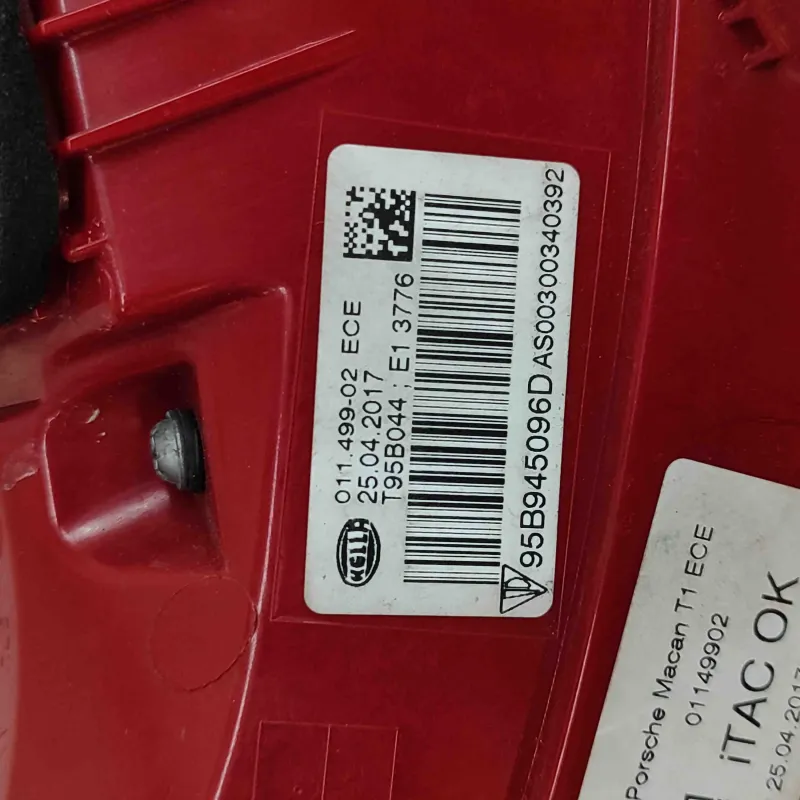 011.499-02 ECE
25.04.2017
T95B044 ; E1 3776
HELLA
95B945096D AS00300340392
Porsche Macan T1 ECE
01149902
iTAC OK